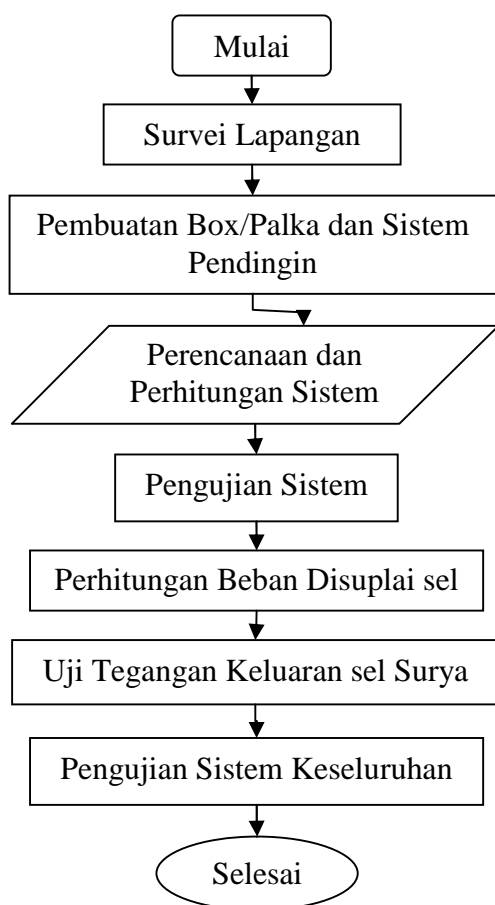 Mulai
Survei Lapangan
Pembuatan Box/Palka dan Sistem
Pendingin
Perencanaan dan
Perhitungan Sistem
Pengujian Sistem
Perhitungan Beban Disuplai sel
Uji Tegangan Keluaran sel Surya
Pengujian Sistem Keseluruhan
Selesai